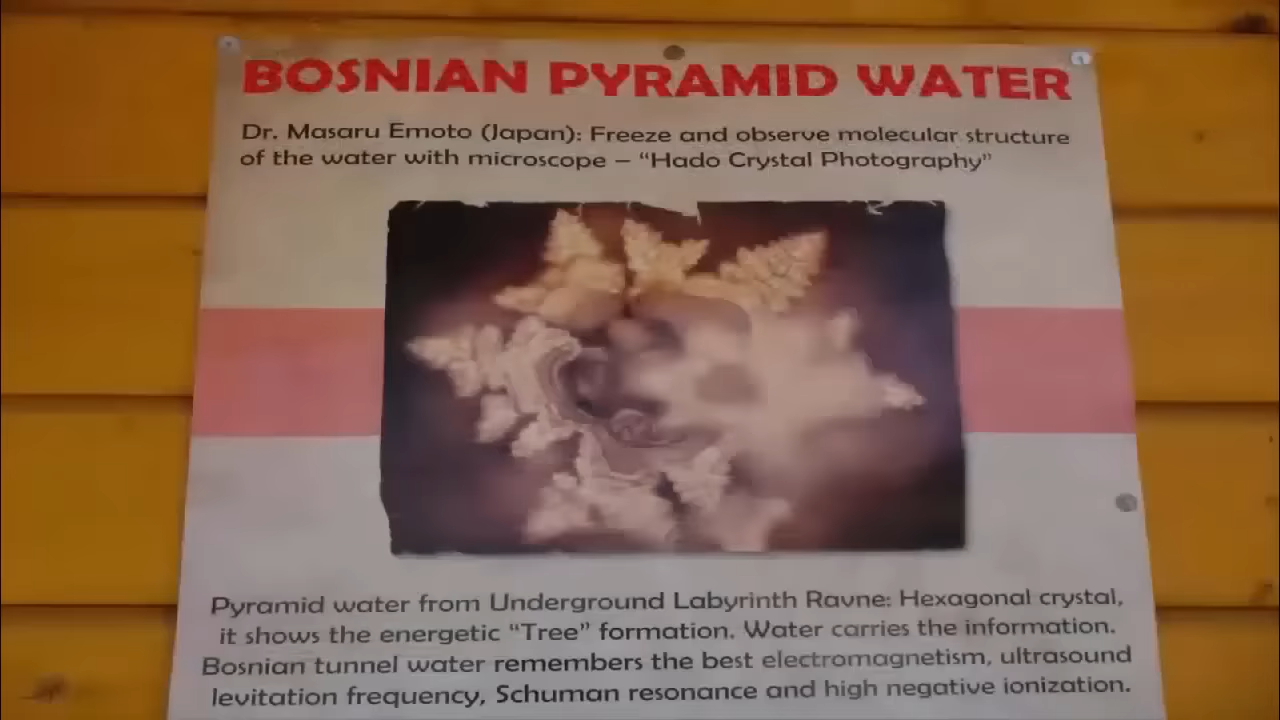 BOSNIAN PYRAMID WATER
Dr. Masaru Emoto (Japan): Freeze and observe molecular structure
of the water with microscope – “Hado Crystal Photography”
Pyramid water from Underground Labyrinth Ravne: Hexagonal crystal,
it shows the energetic “Tree” formation. Water carries the information.
Bosnian tunnel water remembers the best electromagnetism, ultrasound
levitation frequency, Schuman resonance and high negative ionization.